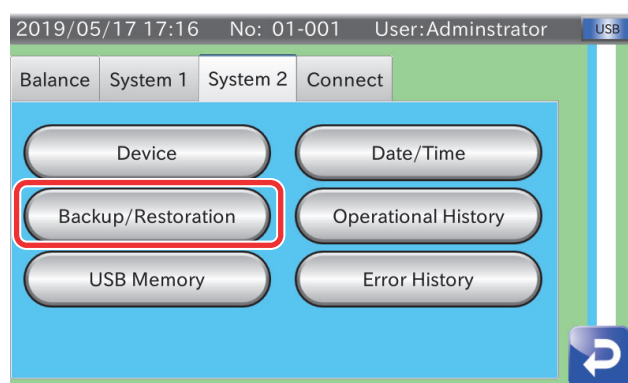 2019/05/17 17:16 No: 01-001 User:Adminstrator USB
Balance System 1 System 2 Connect
Device Date/Time
Backup/Restoration Operational History
USB Memory Error History